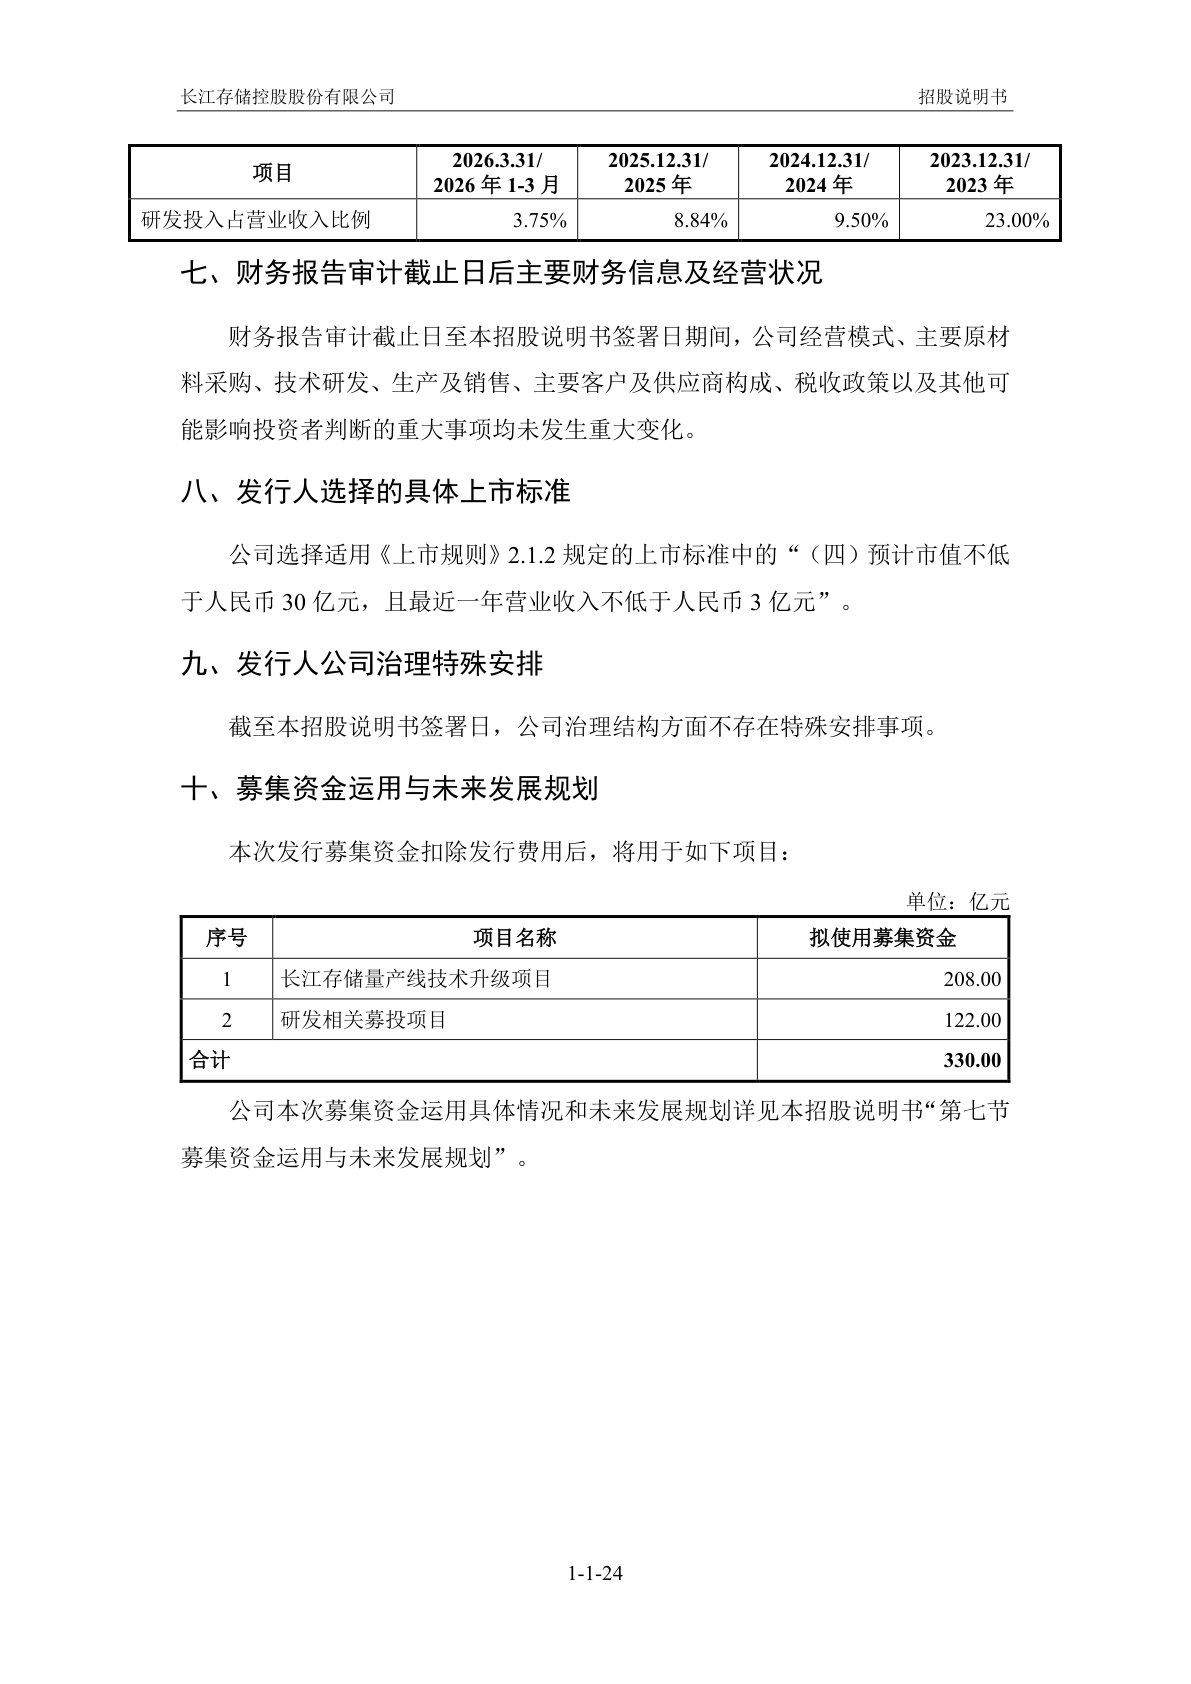 长江存储控股股份有限公司 招股说明书
项目 2026.3.31/ 2026 年 1-3 月 2025.12.31/ 2025 年 2024.12.31/ 2024 年 2023.12.31/ 2023 年
研发投入占营业收入比例 3.75% 8.84% 9.50% 23.00%
七、财务报告审计截止日后主要财务信息及经营状况
财务报告审计截止日至本招股说明书签署日期间，公司经营模式、主要原材
料采购、技术研发、生产及销售、主要客户及供应商构成、税收政策以及其他可
能影响投资者判断的重大事项均未发生重大变化。
八、发行人选择的具体上市标准
公司选择适用《上市规则》2.1.2 规定的上市标准中的“（四）预计市值不低
于人民币 30 亿元，且最近一年营业收入不低于人民币 3 亿元”。
九、发行人公司治理特殊安排
截至本招股说明书签署日，公司治理结构方面不存在特殊安排事项。
十、募集资金运用与未来发展规划
本次发行募集资金扣除发行费用后，将用于如下项目：
单位：亿元
序号 项目名称 拟使用募集资金
1 长江存储量产线技术升级项目 208.00
2 研发相关募投项目 122.00
合计 330.00
公司本次募集资金运用具体情况和未来发展规划详见本招股说明书“第七节
募集资金运用与未来发展规划”。
1-1-24